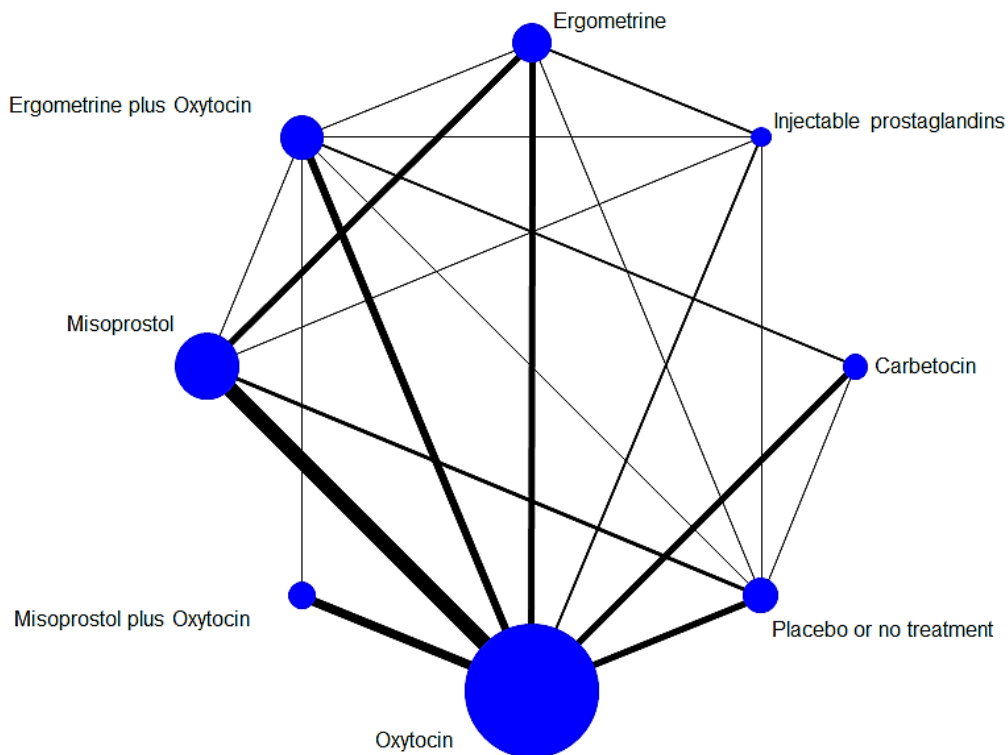 Ergometrine
Ergometrine plus Oxytocin
Injectable prostaglandins
Misoprostol
Carbetocin
Misoprostol plus Oxytocin
Placebo or no treatment
Oxytocin